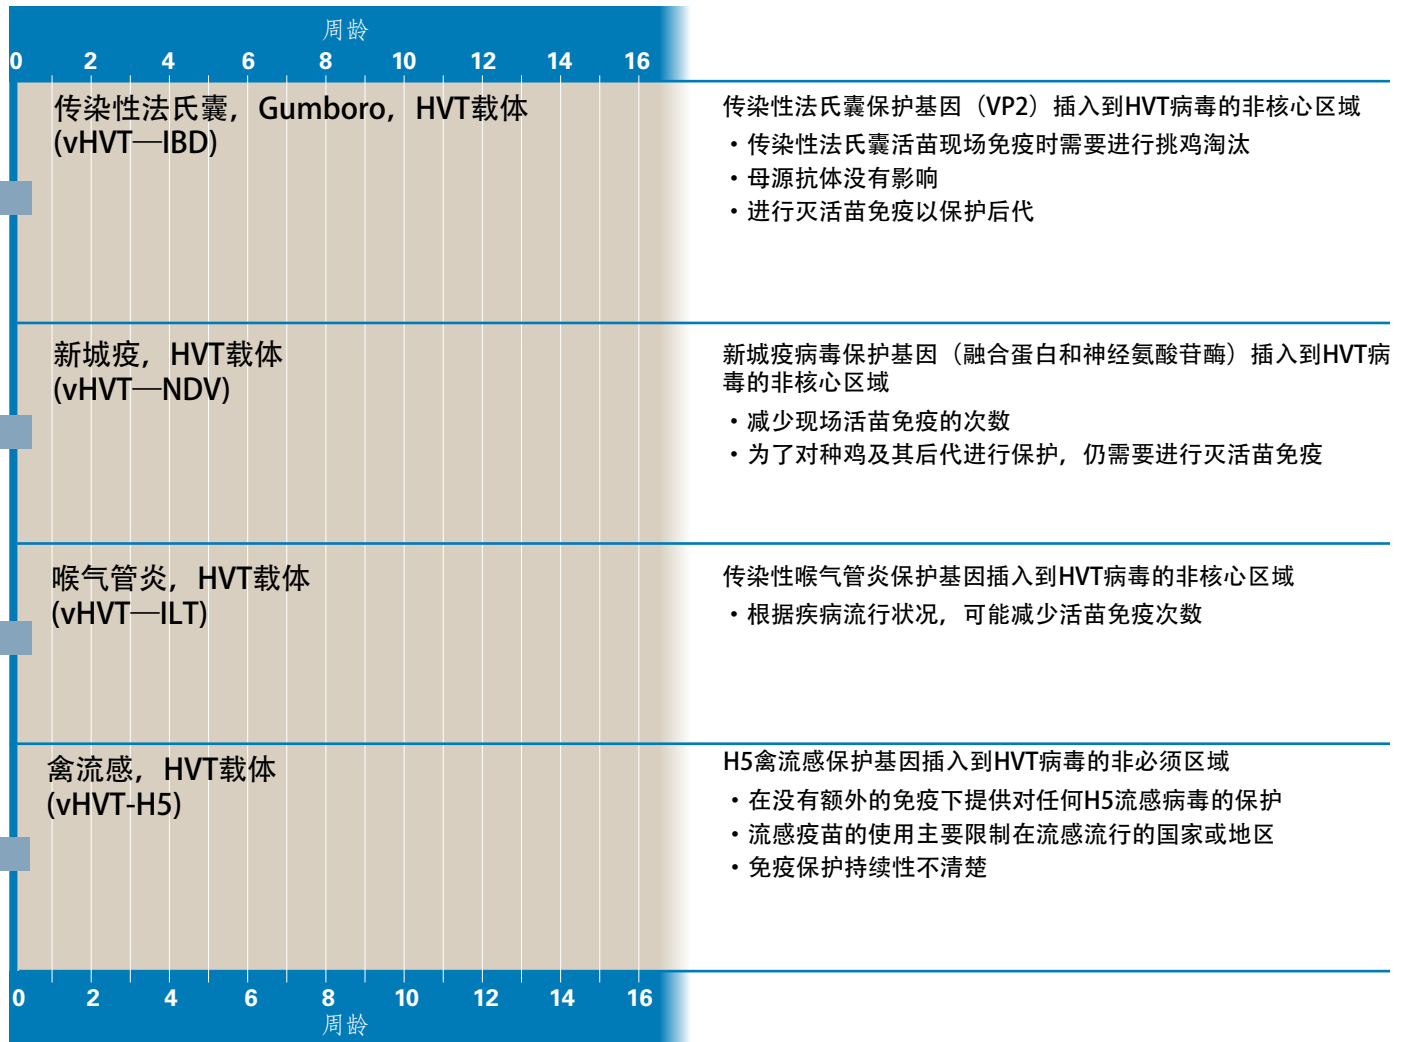 周龄
0 2 4 6 8 10 12 14 16
传染性法氏囊，Gumboro，HVT载体
(vHVT—IBD)
传染性法氏囊保护基因（VP2）插入到HVT病毒的非核心区域
・传染性法氏囊活苗现场免疫时需要进行挑鸡淘汰
・母源抗体没有影响
・进行灭活苗免疫以保护后代
新城疫，HVT载体
(vHVT—NDV)
新城疫病毒保护基因（融合蛋白和神经氨酸苷酶）插入到HVT病
毒的非核心区域
・减少现场活苗免疫的次数
・为了对种鸡及其后代进行保护，仍需要进行灭活苗免疫
喉气管炎，HVT载体
(vHVT—ILT)
传染性喉气管炎保护基因插入到HVT病毒的非核心区域
・根据疾病流行状况，可能减少活苗免疫次数
禽流感，HVT载体
(vHVT-H5)
H5禽流感保护基因插入到HVT病毒的非必须区域
・在没有额外的免疫下提供对任何H5流感病毒的保护
・流感疫苗的使用主要限制在流感流行的国家或地区
・免疫保护持续性不清楚
0 2 4 6 8 10 12 14 16
周龄